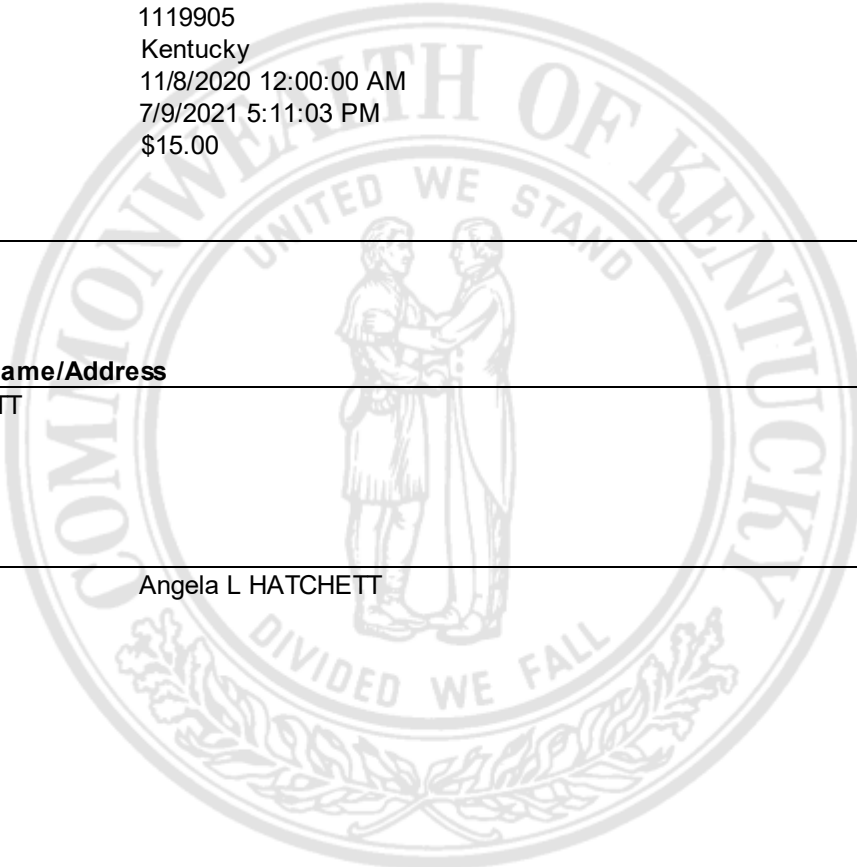 1119905
Kentucky
11/8/2020 12:00:00 AM
7/9/2021 5:11:03 PM
$15.00
COMMONWEALTH OF KENTUCKY
UNITED WE STAND
ame/Address
TT
Angela L HATCHETT
DIVIDED WE FALL